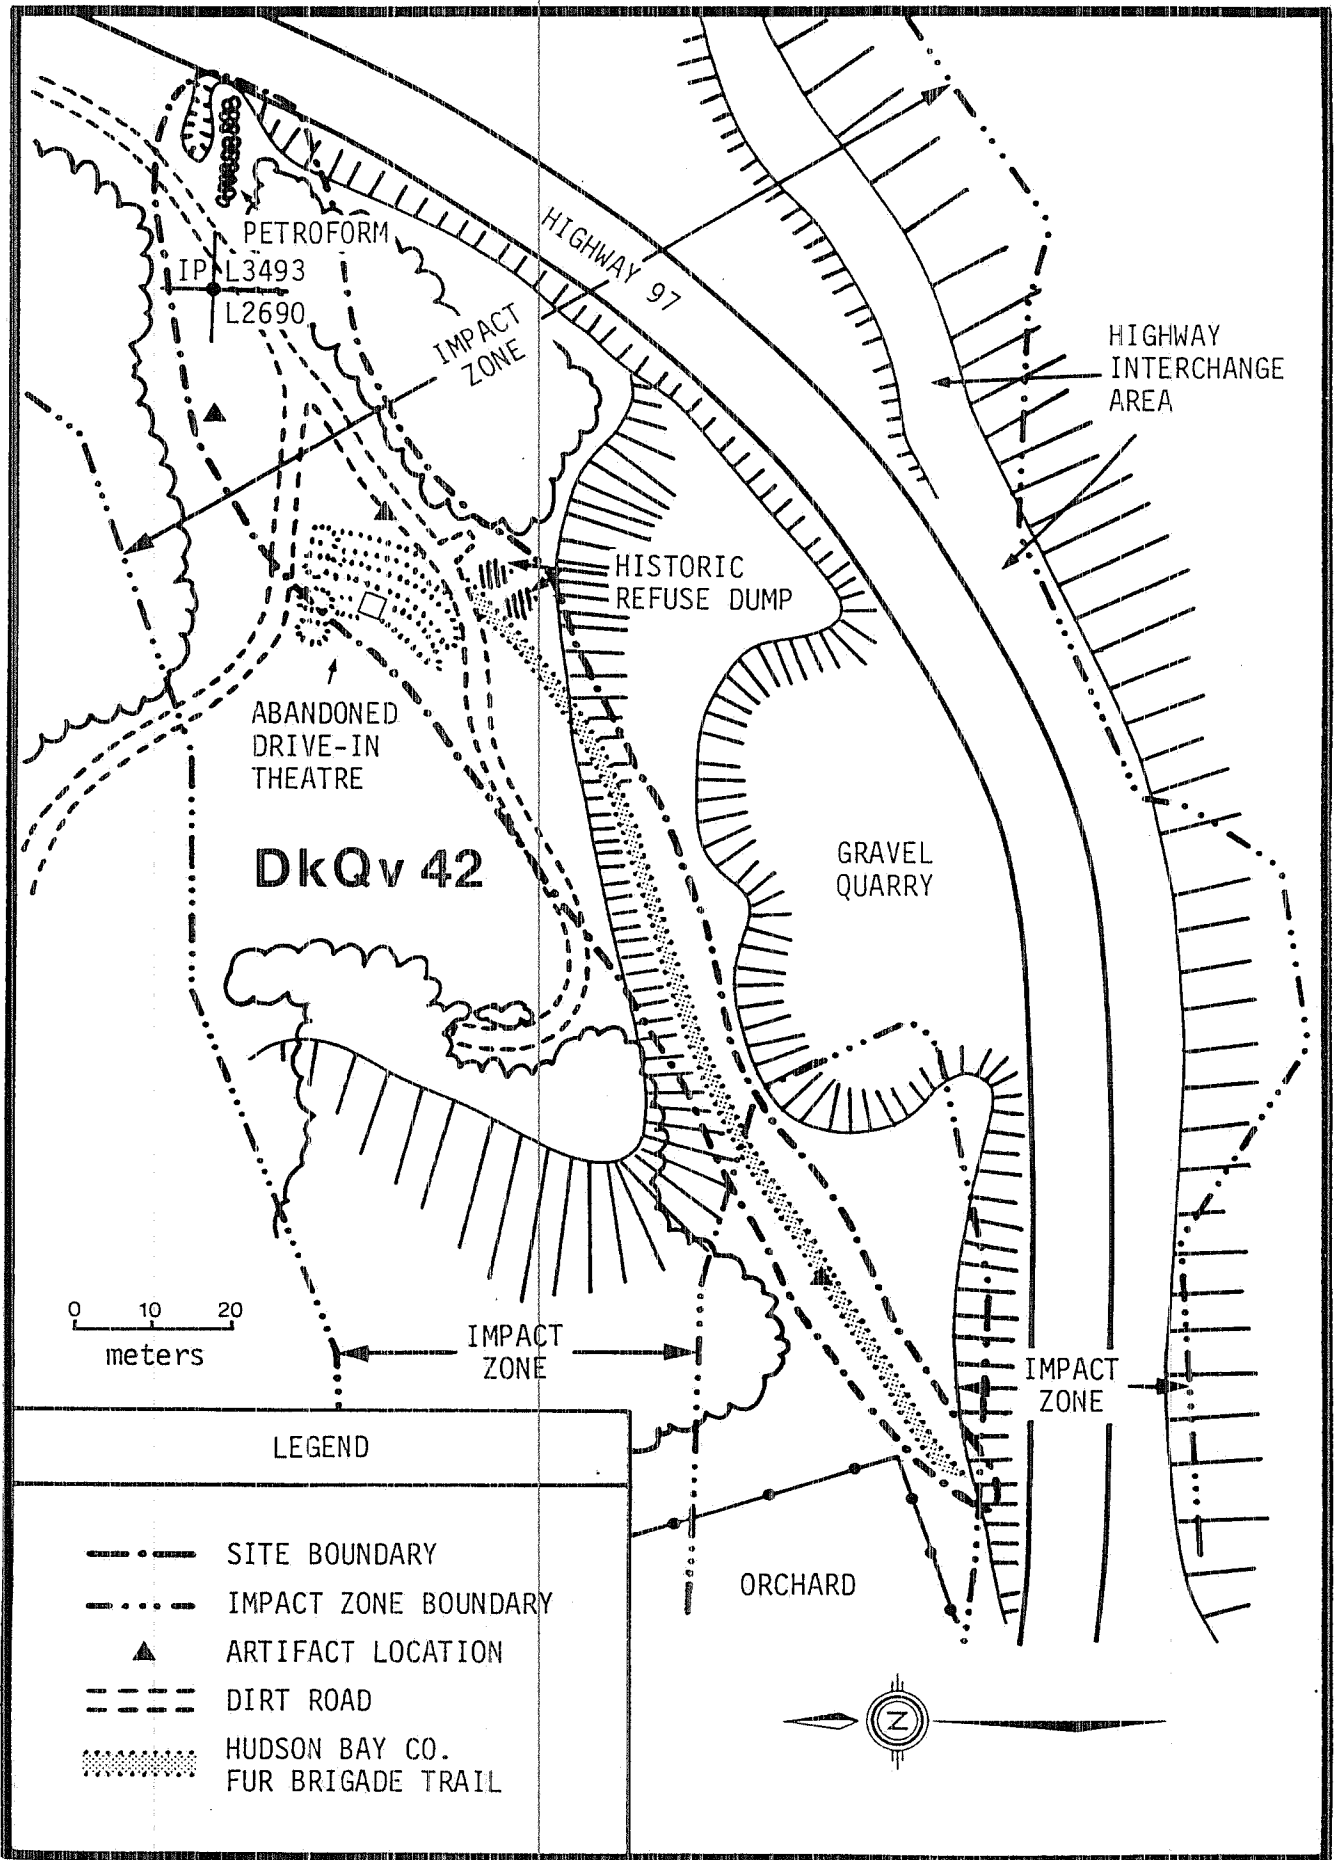 PETROFORM
IP L3493
L2690
HIGHWAY 97
IMPACT
ZONE
HIGHWAY
INTERCHANGE
AREA
HISTORIC
REFUSE DUMP
ABANDONED
DRIVE-IN
THEATRE
DkQv 42
GRAVEL
QUARRY
0 10 20
meters
IMPACT
ZONE
IMPACT
ZONE
ORCHARD
LEGEND
SITE BOUNDARY
IMPACT ZONE BOUNDARY
ARTIFACT LOCATION
DIRT ROAD
HUDSON BAY CO.
FUR BRIGADE TRAIL
N